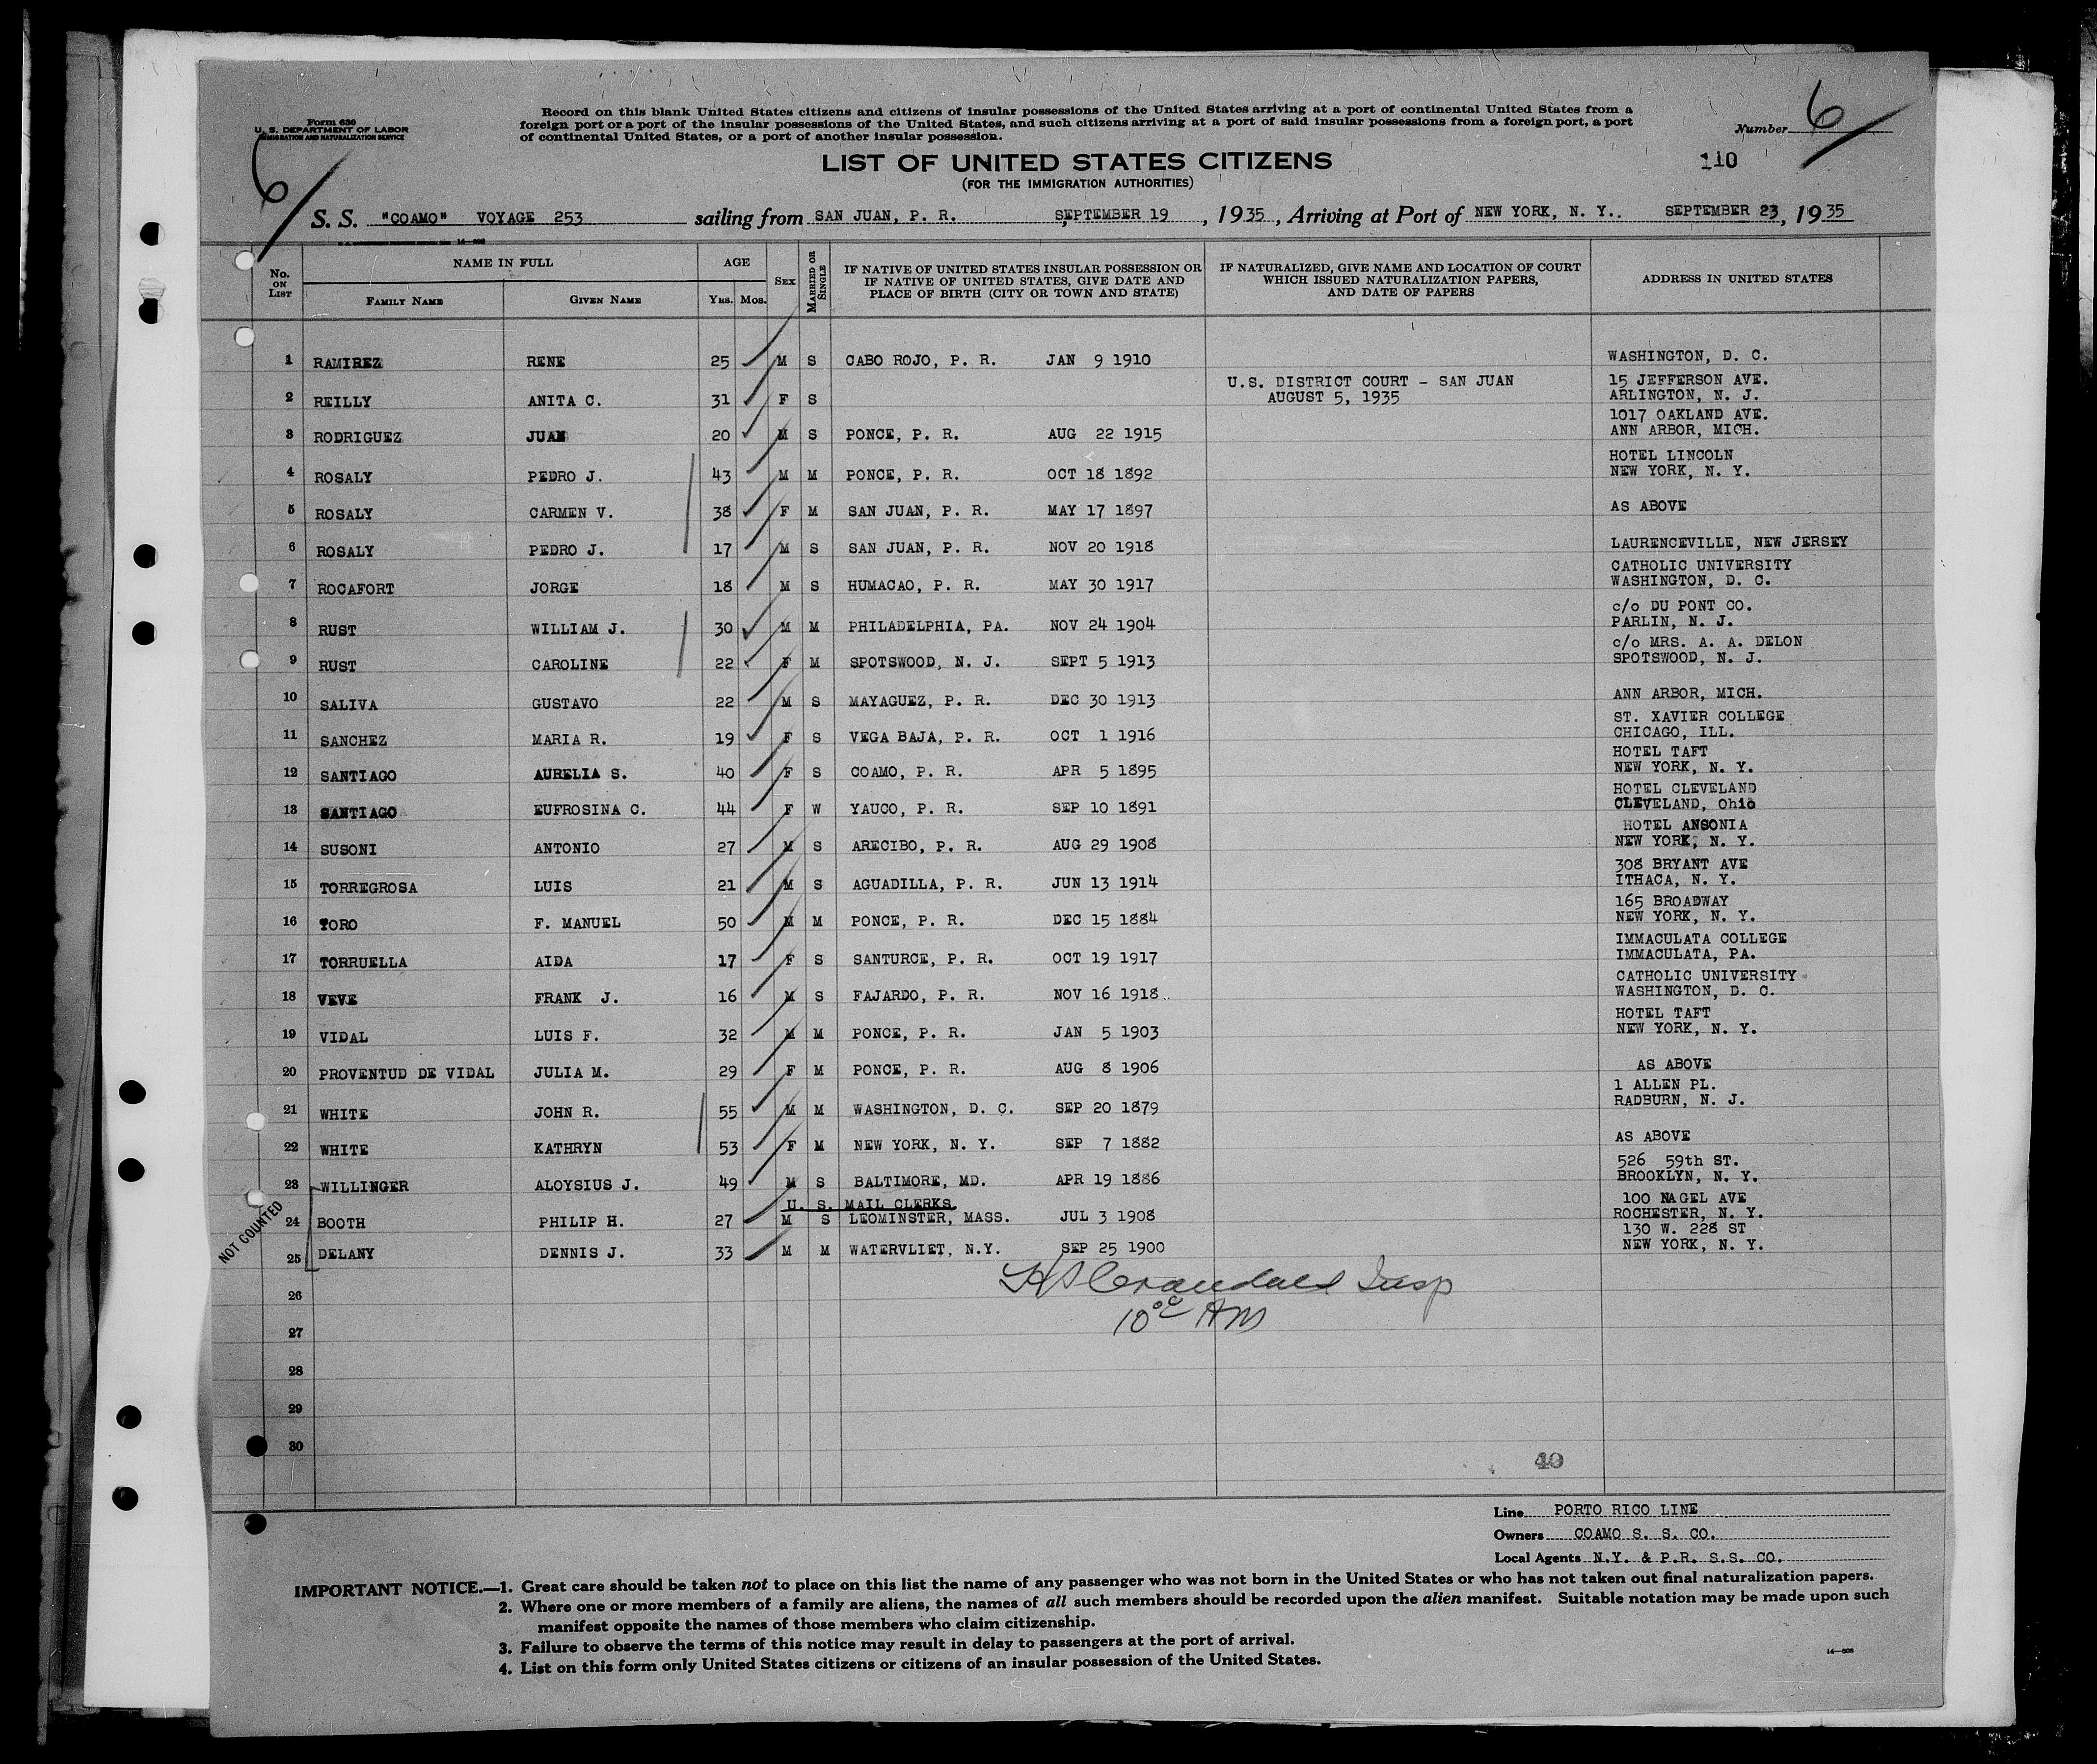 Form 630
U. S. DEPARTMENT OF LABOR
IMMIGRATION AND NATURALIZATION SERVICE
Record on this blank United States citizens and citizens of insular possessions of the United States arriving at a port of continental United States from a
foreign port or a port of the insular possessions of the United States, and such citizens arriving at a port of said insular possessions from a foreign port, a port
of continental United States, or a port of another insular possession.
Number 6
6
LIST OF UNITED STATES CITIZENS
110
(FOR THE IMMIGRATION AUTHORITIES)
S. S. "COAMO" VOYAGE 253 sailing from SAN JUAN, P. R. SEPTEMBER 19, 1935, Arriving at Port of NEW YORK, N. Y.. SEPTEMBER 23, 1935
No. ON LIST
NAME IN FULL
FAMILY NAME GIVEN NAME
AGE
YRS. MOS.
SEX
MARRIED OR SINGLE
IF NATIVE OF UNITED STATES INSULAR POSSESSION OR
IF NATIVE OF UNITED STATES, GIVE DATE AND
PLACE OF BIRTH (CITY OR TOWN AND STATE)
IF NATURALIZED, GIVE NAME AND LOCATION OF COURT
WHICH ISSUED NATURALIZATION PAPERS,
AND DATE OF PAPERS
ADDRESS IN UNITED STATES
1 RAMIREZ RENE 25 M S CABO ROJO, P. R. JAN 9 1910 WASHINGTON, D. C.
2 REILLY ANITA C. 31 F S U.S. DISTRICT COURT - SAN JUAN AUGUST 5, 1935 15 JEFFERSON AVE. ARLINGTON, N. J.
3 RODRIGUEZ JUAN 20 M S PONCE, P. R. AUG 22 1915 1017 OAKLAND AVE. ANN ARBOR, MICH.
4 ROSALY PEDRO J. 43 M M PONCE, P. R. OCT 18 1892 HOTEL LINCOLN NEW YORK, N. Y.
5 ROSALY CARMEN V. 38 F M SAN JUAN, P. R. MAY 17 1897 AS ABOVE
6 ROSALY PEDRO J. 17 M S SAN JUAN, P. R. NOV 20 1918 LAURENCEVILLE, NEW JERSEY
7 ROCAFORT JORGE 18 M S HUMACAO, P. R. MAY 30 1917 CATHOLIC UNIVERSITY WASHINGTON, D. C.
8 RUST WILLIAM J. 30 M M PHILADELPHIA, PA. NOV 24 1904 c/o DU PONT CO. PARLIN, N. J.
9 RUST CAROLINE 22 F M SPOTSWOOD, N. J. SEPT 5 1913 c/o MRS. A. A. DELON SPOTSWOOD, N. J.
10 SALIVA GUSTAVO 22 M S MAYAGUEZ, P. R. DEC 30 1913 ANN ARBOR, MICH.
11 SANCHEZ MARIA R. 19 F S VEGA BAJA, P. R. OCT 1 1916 ST. XAVIER COLLEGE CHICAGO, ILL.
12 SANTIAGO AURELIA S. 40 F S COAMO, P. R. APR 5 1895 HOTEL TAFT NEW YORK, N. Y.
13 SANTIAGO EUFROSINA C. 44 F W YAUCO, P. R. SEP 10 1891 HOTEL CLEVELAND CLEVELAND, Ohio
14 SUSONI ANTONIO 27 M S ARECIBO, P. R. AUG 29 1908 HOTEL ANSONIA NEW YORK, N. Y.
15 TORREGROSA LUIS 21 M S AGUADILLA, P. R. JUN 13 1914 308 BRYANT AVE ITHACA, N. Y.
16 TORO F. MANUEL 50 M M PONCE, P. R. DEC 15 1884 165 BROADWAY NEW YORK, N. Y.
17 TORRUELLA AIDA 17 F S SANTURCE, P. R. OCT 19 1917 IMMACULATA COLLEGE IMMACULATA, PA.
18 VEVE FRANK J. 16 M S FAJARDO, P. R. NOV 16 1918 CATHOLIC UNIVERSITY WASHINGTON, D. C.
19 VIDAL LUIS F. 32 M M PONCE, P. R. JAN 5 1903 HOTEL TAFT NEW YORK, N. Y.
20 PROVENTUD DE VIDAL JULIA M. 29 F M PONCE, P. R. AUG 8 1906 AS ABOVE
21 WHITE JOHN R. 55 M M WASHINGTON, D. C. SEP 20 1879 1 ALLEN PL. RADBURN, N. J.
22 WHITE KATHRYN 53 F M NEW YORK, N. Y. SEP 7 1882 AS ABOVE
23 WILLINGER ALOYSIUS J. 49 M S BALTIMORE, MD. APR 19 1886 526 59th ST. BROOKLYN, N. Y.
U. S. MAIL CLERKS
NOT COUNTED
24 BOOTH PHILIP H. 27 M S LEOMINSTER, MASS. JUL 3 1908 100 NAGEL AVE ROCHESTER, N. Y.
25 DELANY DENNIS J. 33 M M WATERVLIET, N.Y. SEP 25 1900 130 W. 228 ST NEW YORK, N. Y.
26 Crandall Insp
27 10 00 AM
28
29
30
40
Line PORTO RICO LINE
Owners COAMO S. S. CO.
Local Agents N.Y. & P.R. S.S. CO.
IMPORTANT NOTICE.—1. Great care should be taken not to place on this list the name of any passenger who was not born in the United States or who has not taken out final naturalization papers.
2. Where one or more members of a family are aliens, the names of all such members should be recorded upon the alien manifest. Suitable notation may be made upon such
manifest opposite the names of those members who claim citizenship.
3. Failure to observe the terms of this notice may result in delay to passengers at the port of arrival.
4. List on this form only United States citizens or citizens of an insular possession of the United States.